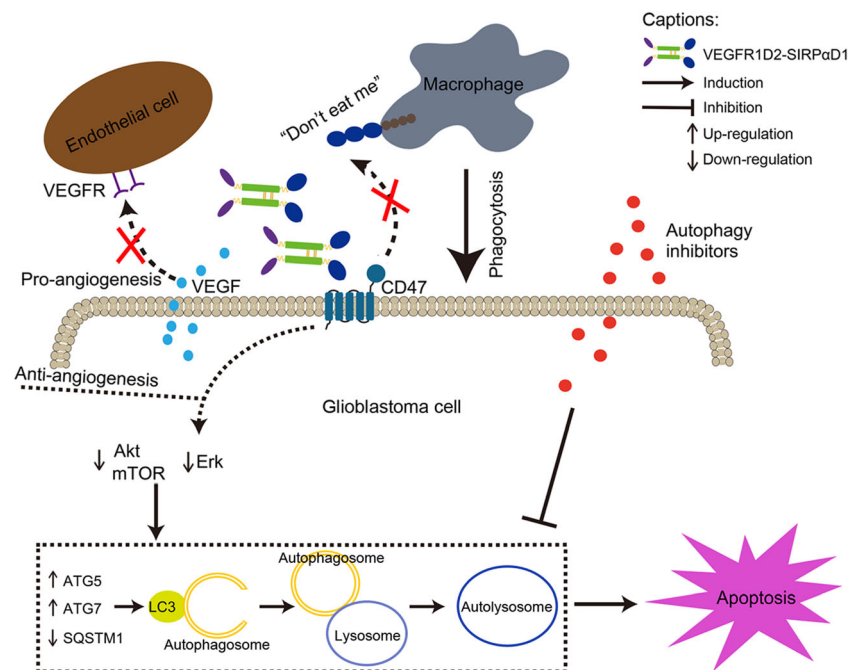 Captions:
VEGFR1D2-SIRPαD1
Induction
Inhibition
Up-regulation
Down-regulation
Endothelial cell
VEGFR
"Don't eat me"
Macrophage
Phagocytosis
Autophagy
inhibitors
Pro-angiogenesis
VEGF
CD47
Anti-angiogenesis
Glioblastoma cell
Akt
mTOR
Erk
ATG5
ATG7
SQSTM1
LC3
Autophagosome
Autophagosome
Lysosome
Autolysosome
Apoptosis